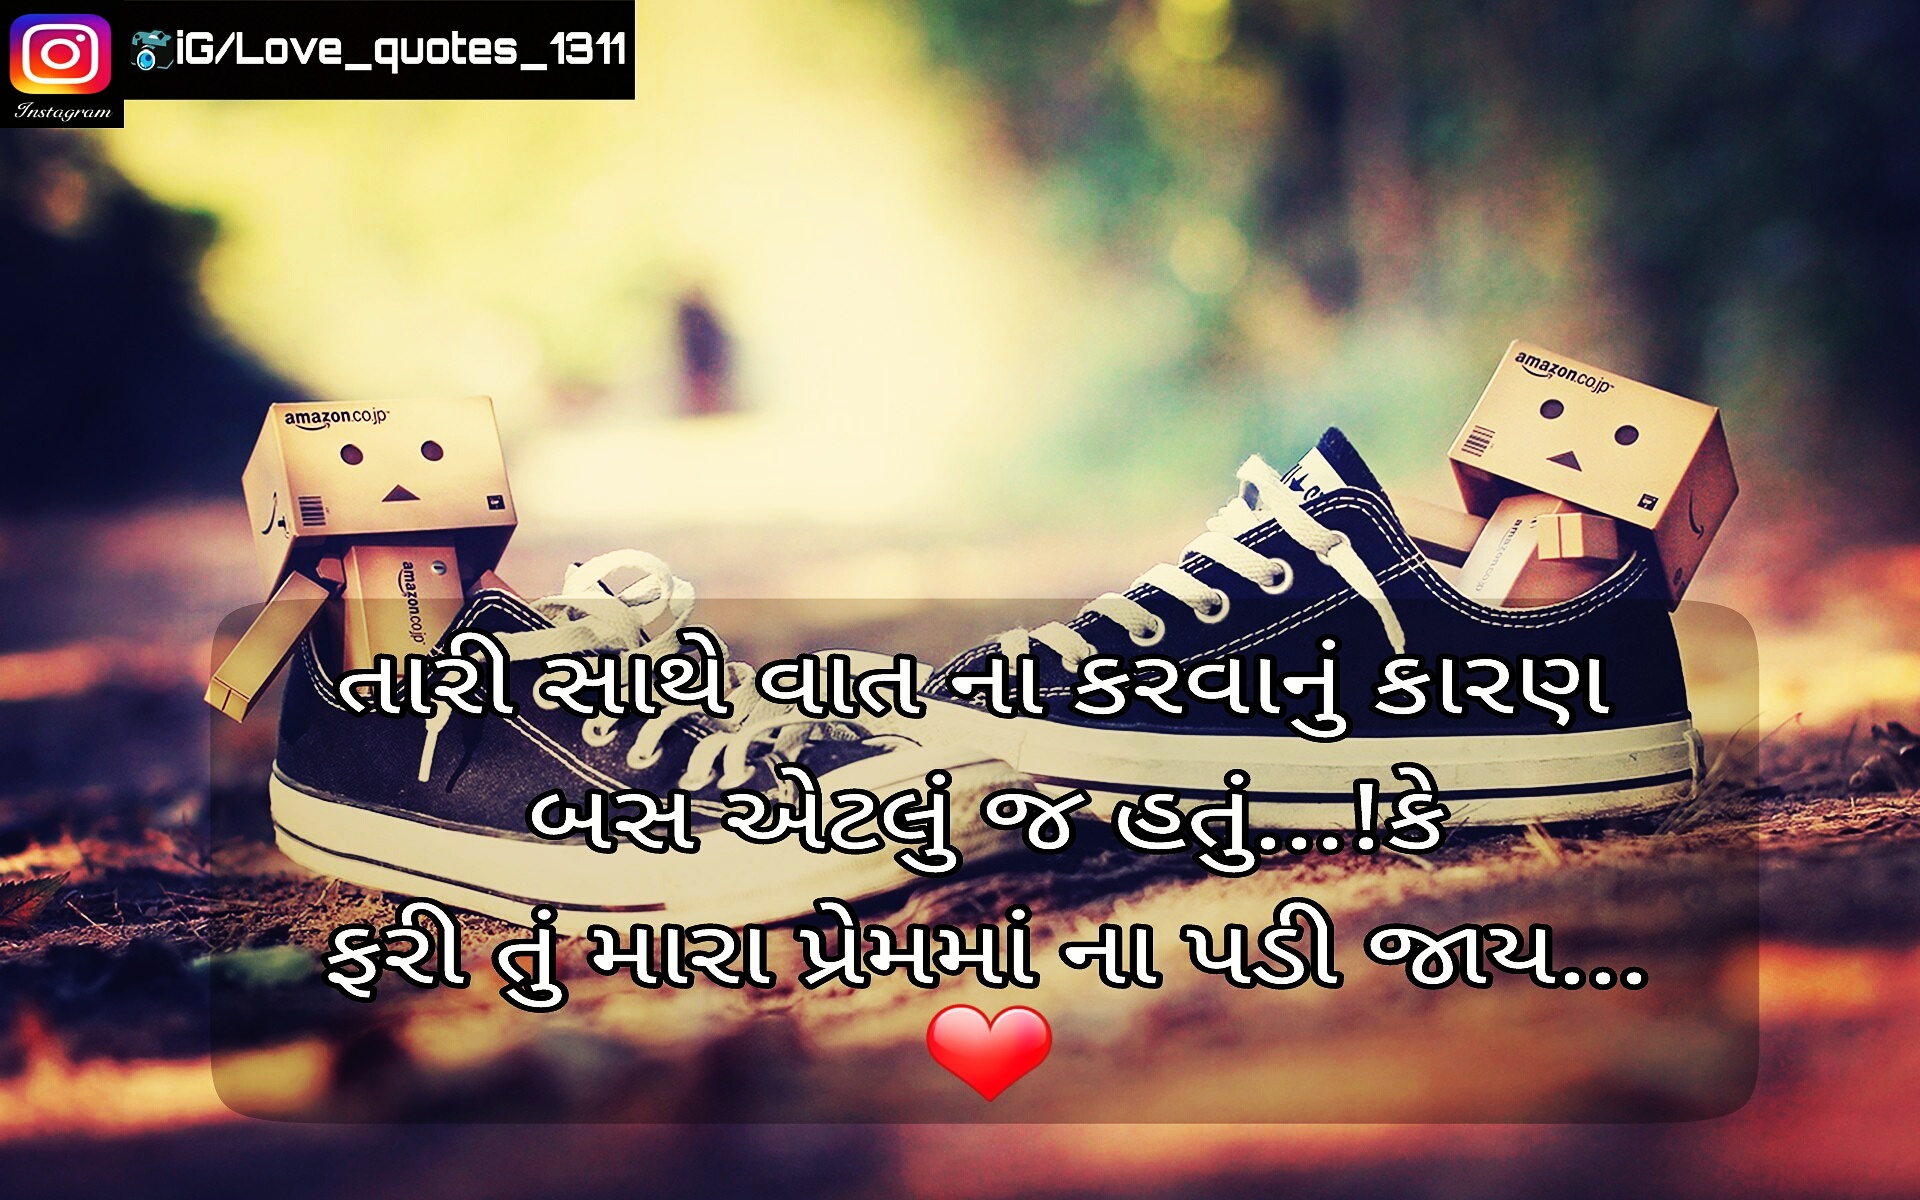 iG/Love_quotes_1311
Instagram
amazon.co.jp
amazon.co.jp
amazon.co.jp
તારી સાથે વાત ના કરવાનું કારણ
બસ એટલું જ હતું...!કે
ફરી તું મારા પ્રેમમાં ના પડી જાય...